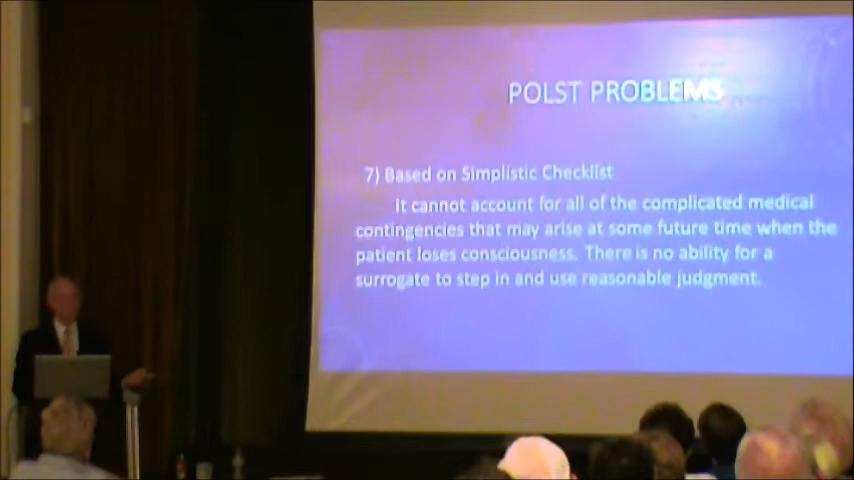 POLST PROBLEMS
7) Based on Simplistic Checklist
It cannot account for all of the complicated medical
contingencies that may arise at some future time when the
patient loses consciousness. There is no ability for a
surrogate to step in and use reasonable judgment.